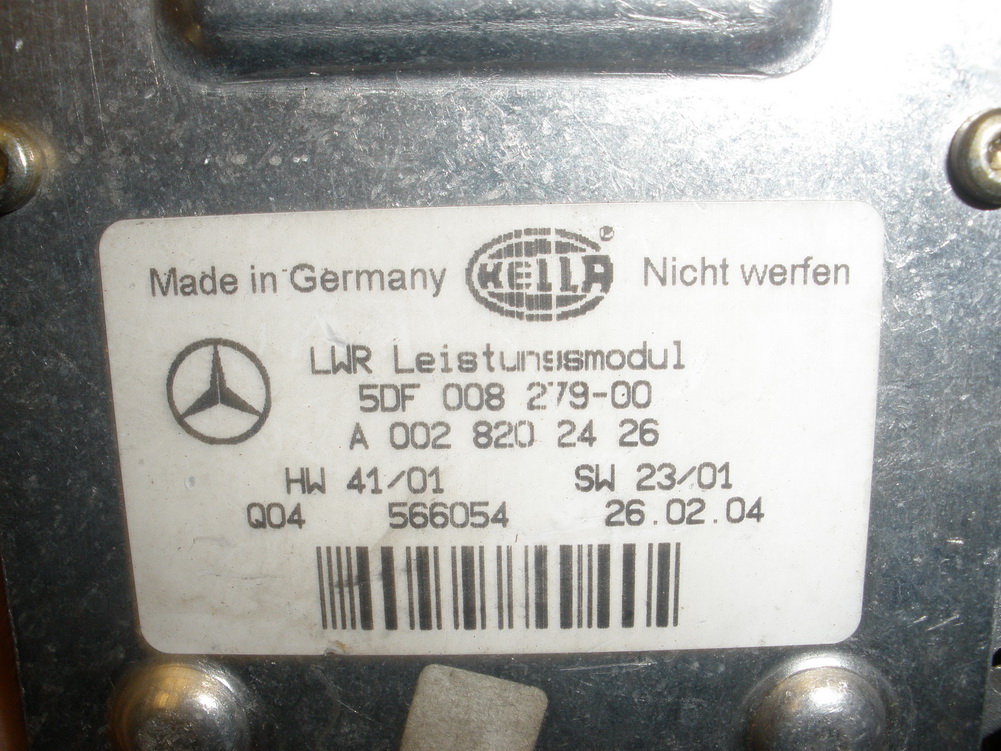 Made in Germany HELLA ® Nicht werfen
LWR Leistungsmodul
5DF 008 279-00
A 002 820 24 26
HW 41/01 SW 23/01
Q04 566054 26.02.04